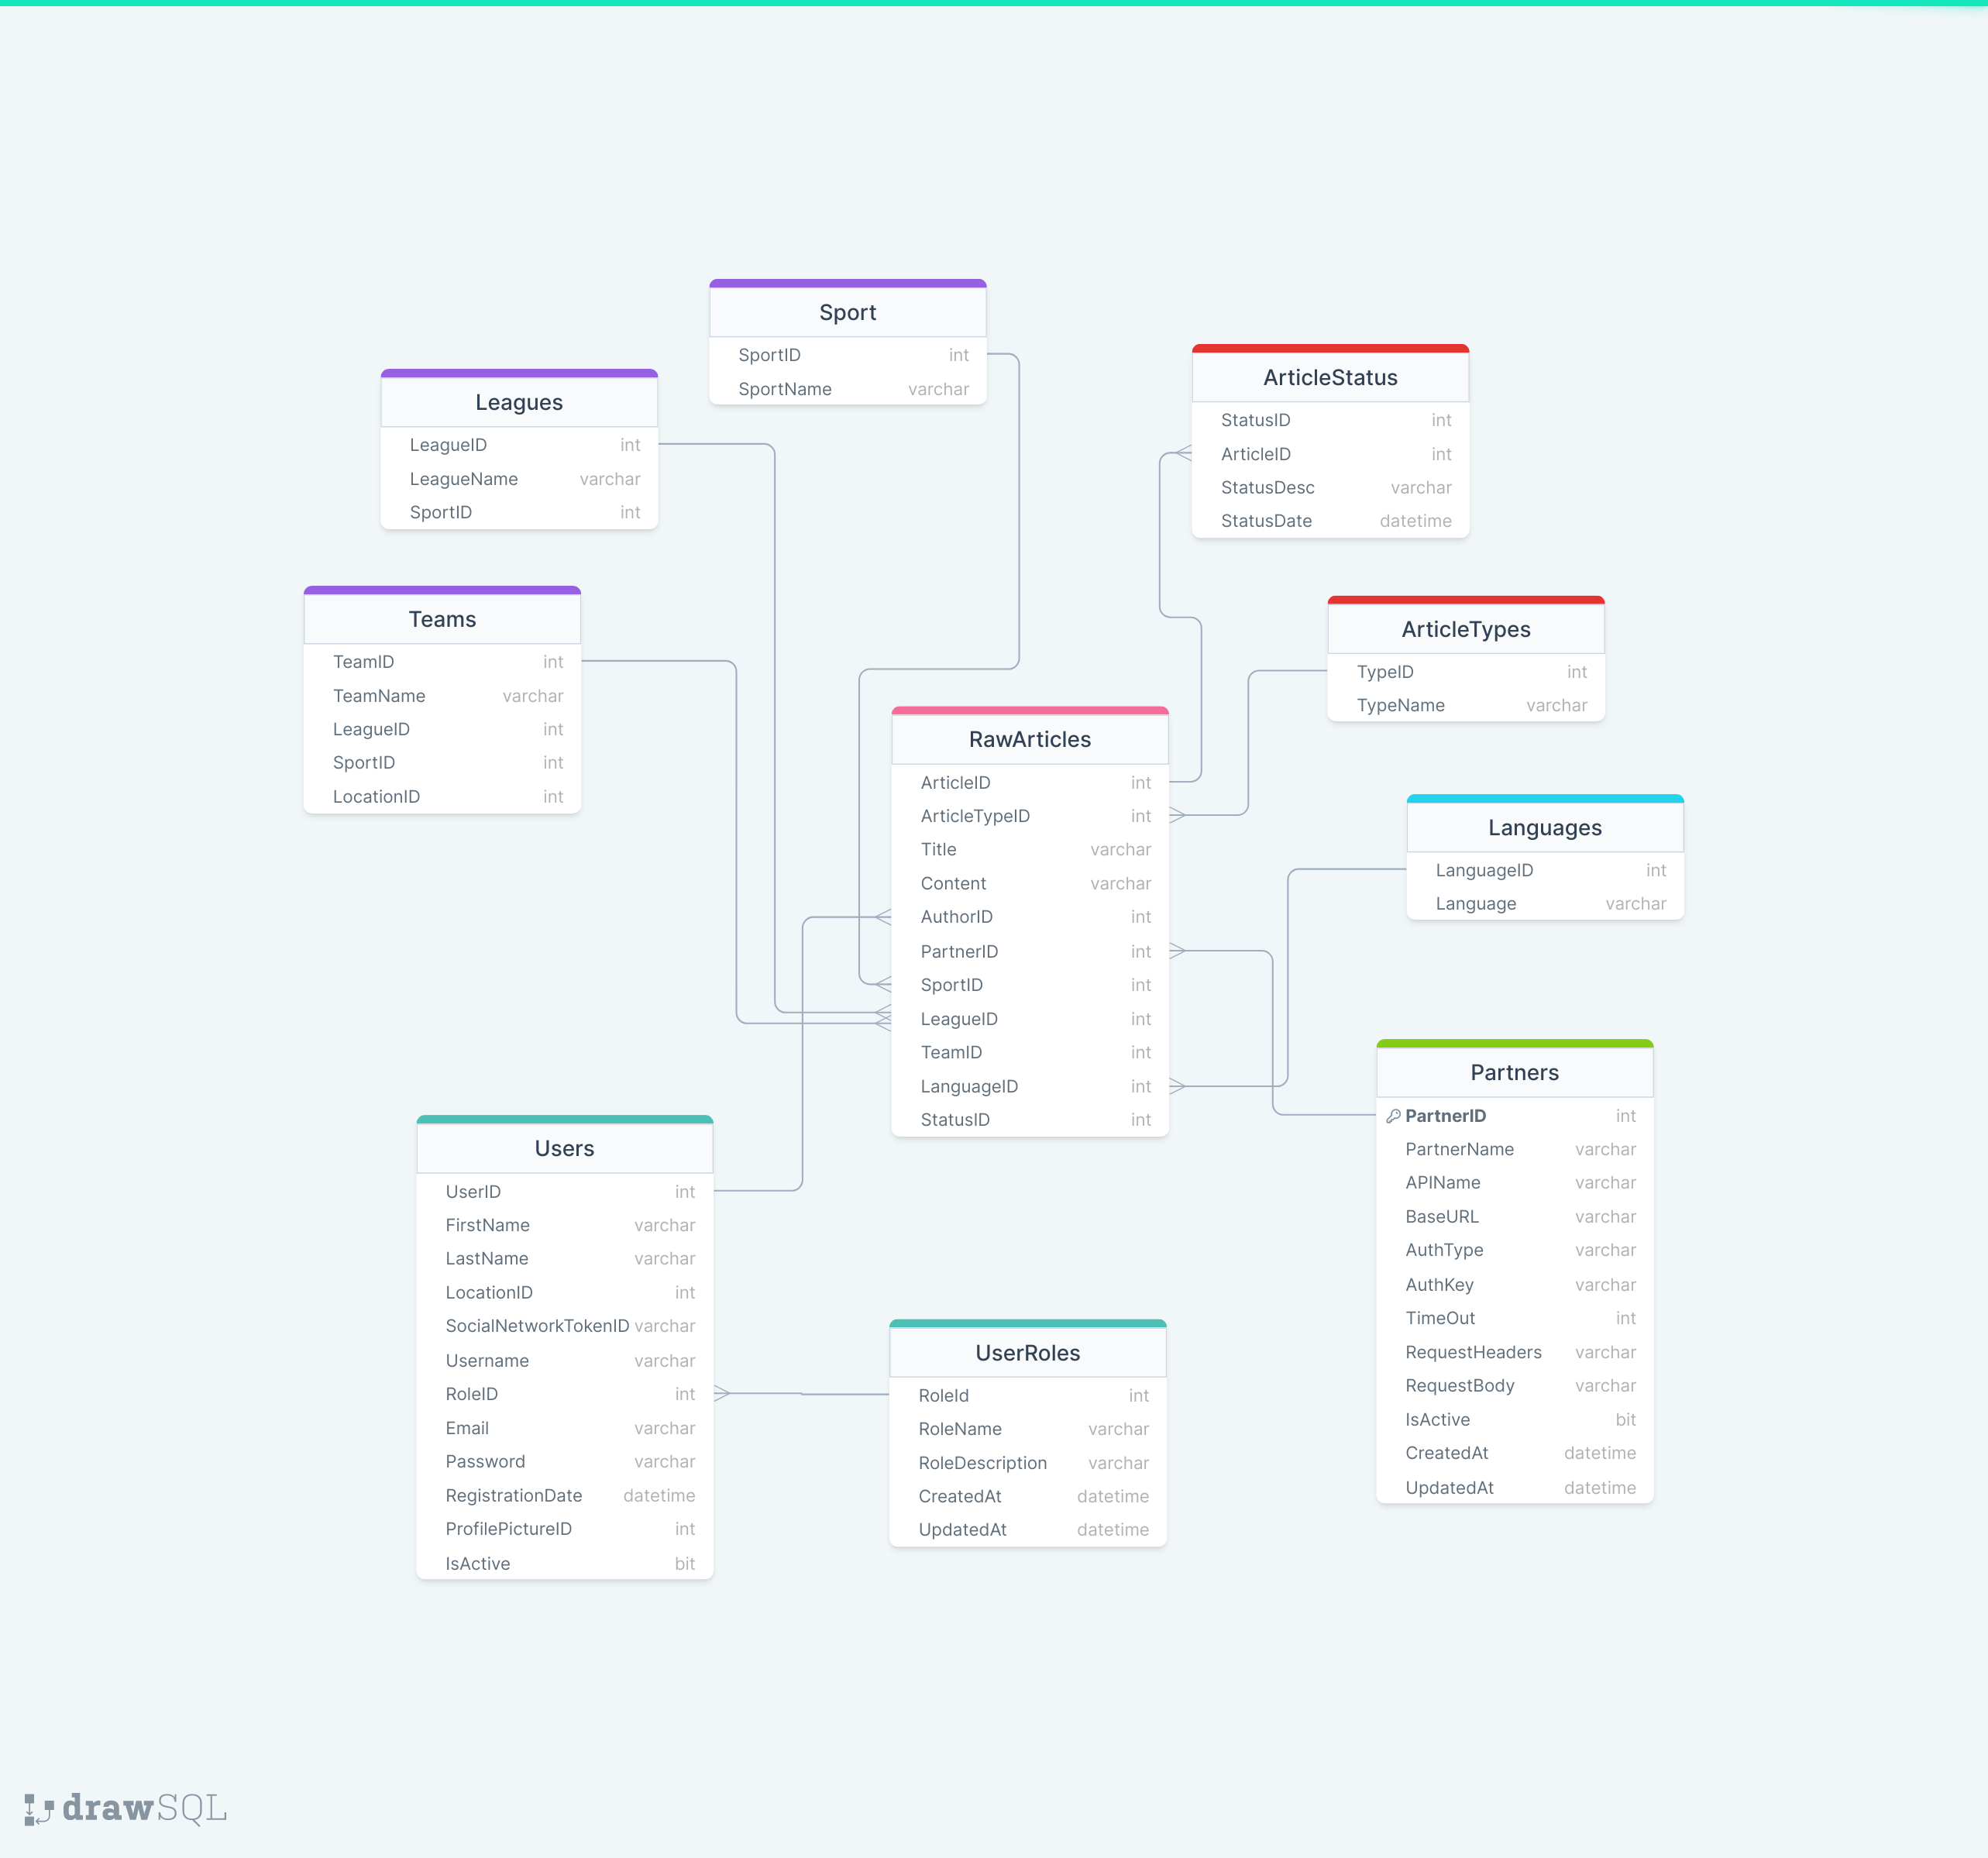 Sport
SportID int
SportName varchar
Leagues
LeagueID int
LeagueName varchar
SportID int
Teams
TeamID int
TeamName varchar
LeagueID int
SportID int
LocationID int
ArticleStatus
StatusID int
ArticleID int
StatusDesc varchar
StatusDate datetime
ArticleTypes
TypeID int
TypeName varchar
RawArticles
ArticleID int
ArticleTypeID int
Title varchar
Content varchar
AuthorID int
PartnerID int
SportID int
LeagueID int
TeamID int
LanguageID int
StatusID int
Languages
LanguageID int
Language varchar
Partners
PartnerID int
PartnerName varchar
APIName varchar
BaseURL varchar
AuthType varchar
AuthKey varchar
TimeOut int
RequestHeaders varchar
RequestBody varchar
IsActive bit
CreatedAt datetime
UpdatedAt datetime
Users
UserID int
FirstName varchar
LastName varchar
LocationID int
SocialNetworkTokenID varchar
Username varchar
RoleID int
Email varchar
Password varchar
RegistrationDate datetime
ProfilePictureID int
IsActive bit
UserRoles
RoleId int
RoleName varchar
RoleDescription varchar
CreatedAt datetime
UpdatedAt datetime
drawSQL